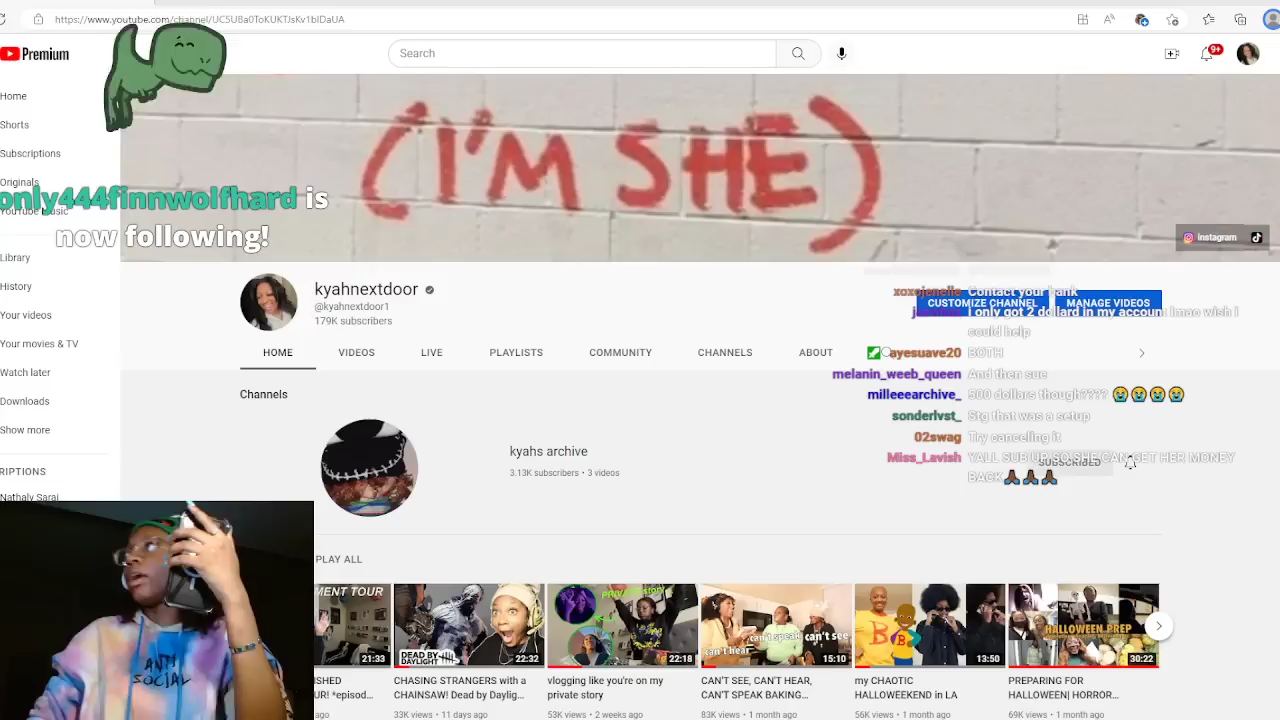 https://www.youtube.com/channel/UC5UBa0ToKUKTJsKv1bIDaUA
Premium
Search
9+
Home
Shorts
Subscriptions
Originals
YouTube Music
Library
History
Your videos
Your movies & TV
Watch later
Downloads
Show more
RIPTIONS
Nathaly Sarai
only444finnwolfhard is
now following!
(I'M SHE)
Instagram
kyahnextdoor
@kyahnextdoor1
179K subscribers
CUSTOMIZE CHANNEL
MANAGE VIDEOS
HOME
VIDEOS
LIVE
PLAYLISTS
COMMUNITY
CHANNELS
ABOUT
Channels
kyahs archive
3.13K subscribers • 3 videos
SUBSCRIBED
xoxojenelle Contact your bank
I only got 2 dollard in my account lmao wish I
could help
ayesuave20 BOTH
melanin_weeb_queen And then sue
milleeearchive_ 500 dollars though???? 😭😭😭😭
sonderlvst_ Stg that was a setup
02swag Try canceling it
Miss_Lavish YALL SUB UP SO SHE CAN GET HER MONEY
BACK🙏🏾🙏🏾🙏🏾
PLAY ALL
ANTI
SOCIAL
MENT TOUR
21:33
DEAD BY
DAYLIGHT
22:32
PRIVATE story
22:18
can't hear
can't speak
can't see
15:10
B
B
13:50
HALLOWEEN PREP
30:22
ISHED
UR! *episod...
ago
CHASING STRANGERS with a
CHAINSAW! Dead by Daylig...
33K views • 11 days ago
vlogging like you're on my
private story
53K views • 2 weeks ago
CAN'T SEE, CAN'T HEAR,
CAN'T SPEAK BAKING...
83K views • 1 month ago
my CHAOTIC
HALLOWEEKEND in LA
56K views • 1 month ago
PREPARING FOR
HALLOWEEN| HORROR...
69K views • 1 month ago